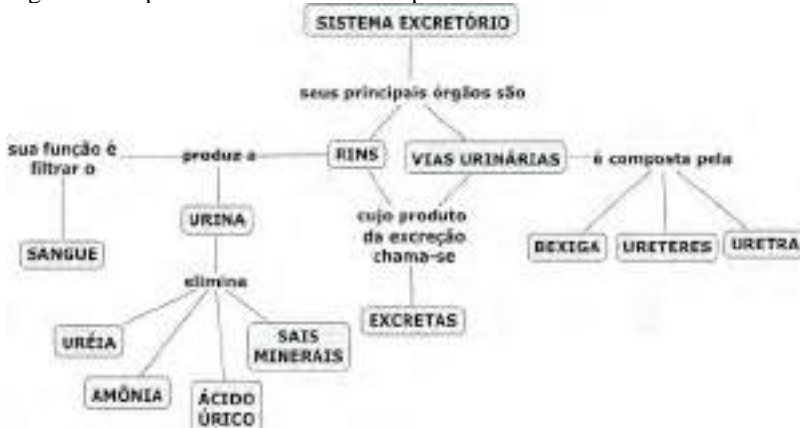 SISTEMA EXCRETÓRIO
seus principais órgãos são
sua função é
filtrar o
produz a
RINS
VIAS URINÁRIAS
é composta pela
URINA
cujo produto
da excreção
chama-se
SANGUE
BEXIGA
URETERES
URETRA
elimina
EXCRETAS
URÉIA
SAIS
MINERAIS
AMÔNIA
ÁCIDO
ÚRICO